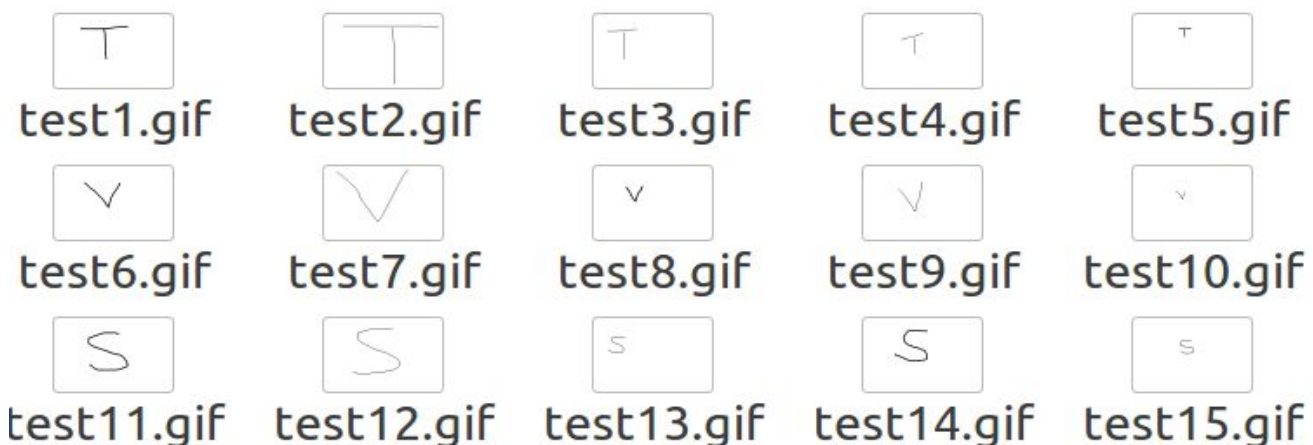 T T T T T
test1.gif test2.gif test3.gif test4.gif test5.gif
V V V V V
test6.gif test7.gif test8.gif test9.gif test10.gif
S S S S S
test11.gif test12.gif test13.gif test14.gif test15.gif